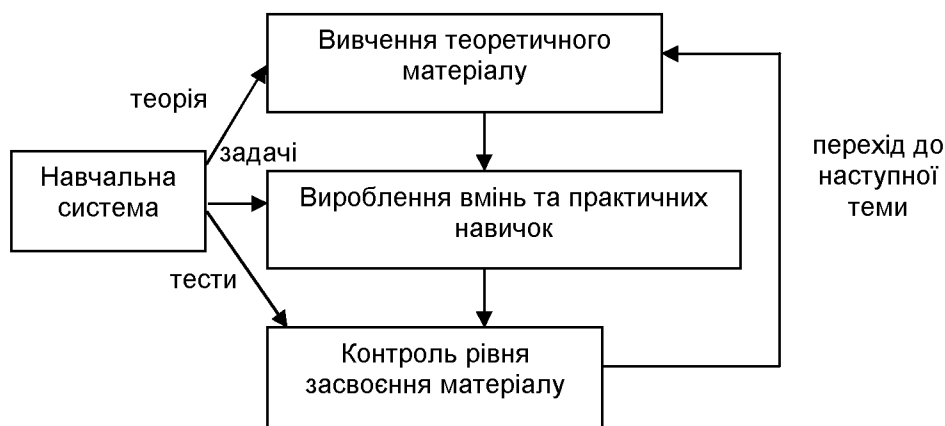 Вивчення теоретичного
матеріалу
теорія
задачі
Навчальна
система
Вироблення вмінь та практичних
навичок
перехід до
наступної
теми
тести
Контроль рівня
засвоєння матеріалу